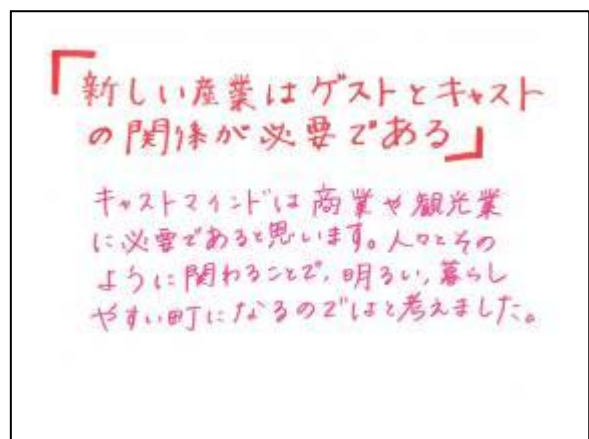 「新しい産業はゲストとキャスト
の関係が必要である」
キャストマインドは商業や観光業
に必要であると思います。人々とその
ように関わることで、明るい、暮らし
やすい町になるのではと考えました。